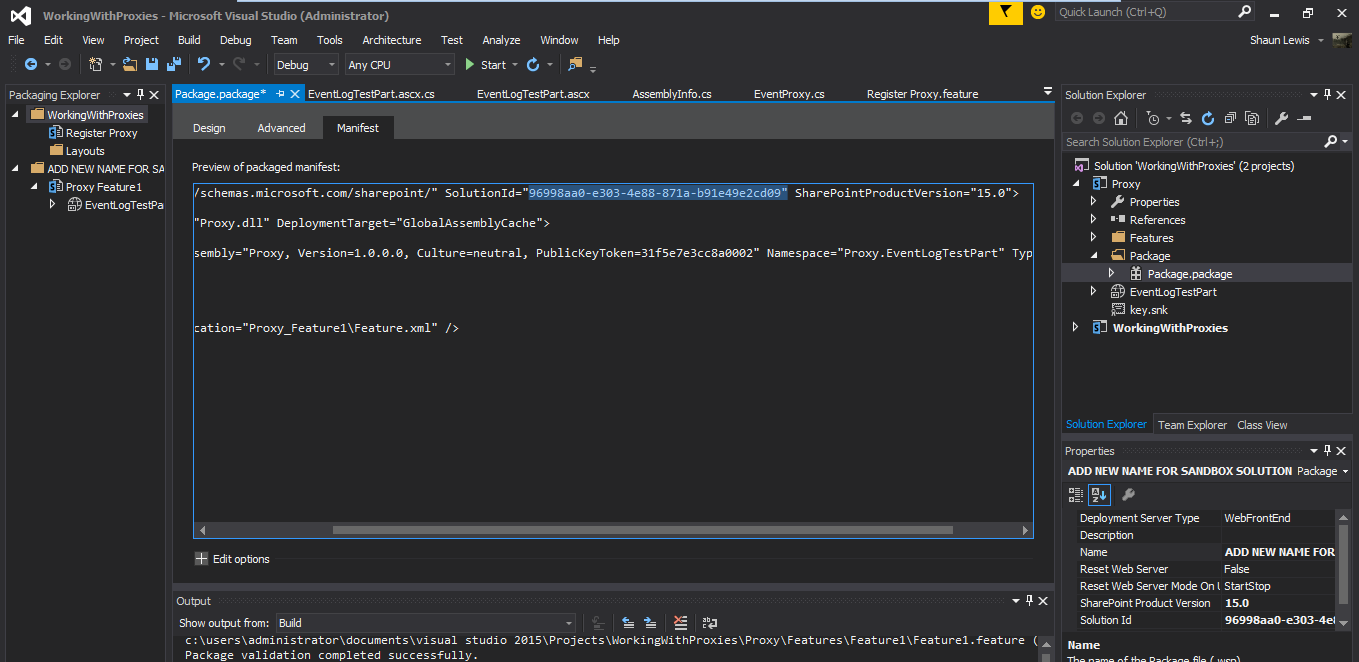 WorkingWithProxies - Microsoft Visual Studio (Administrator)
Quick Launch (Ctrl+Q)
File Edit View Project Build Debug Team Tools Architecture Test Analyze Window Help
Shaun Lewis
Debug Any CPU Start
Packaging Explorer
WorkingWithProxies
Register Proxy
Layouts
ADD NEW NAME FOR SA
Proxy Feature1
EventLogTestPa
Package.package* EventLogTestPart.ascx.cs EventLogTestPart.ascx AssemblyInfo.cs EventProxy.cs Register Proxy.feature
Design Advanced Manifest
Preview of packaged manifest:
/schemas.microsoft.com/sharepoint/" SolutionId="96998aa0-e303-4e88-871a-b91e49e2cd09" SharePointProductVersion="15.0">
"Proxy.dll" DeploymentTarget="GlobalAssemblyCache">
sembly="Proxy, Version=1.0.0.0, Culture=neutral, PublicKeyToken=31f5e7e3cc8a0002" Namespace="Proxy.EventLogTestPart" Typ
cation="Proxy_Feature1\Feature.xml" />
Edit options
Output
Show output from: Build
c:\users\administrator\documents\visual studio 2015\Projects\WorkingWithProxies\Proxy\Features\Feature1\Feature1.feature (
Package validation completed successfully.
Solution Explorer
Search Solution Explorer (Ctrl+;)
Solution 'WorkingWithProxies' (2 projects)
Proxy
Properties
References
Features
Package
Package.package
EventLogTestPart
key.snk
WorkingWithProxies
Solution Explorer Team Explorer Class View
Properties
ADD NEW NAME FOR SANDBOX SOLUTION Package
Deployment Server Type WebFrontEnd
Description
Name ADD NEW NAME FOR
Reset Web Server False
Reset Web Server Mode On U StartStop
SharePoint Product Version 15.0
Solution Id 96998aa0-e303-4e8
Name
The name of the Package file (.wsp)